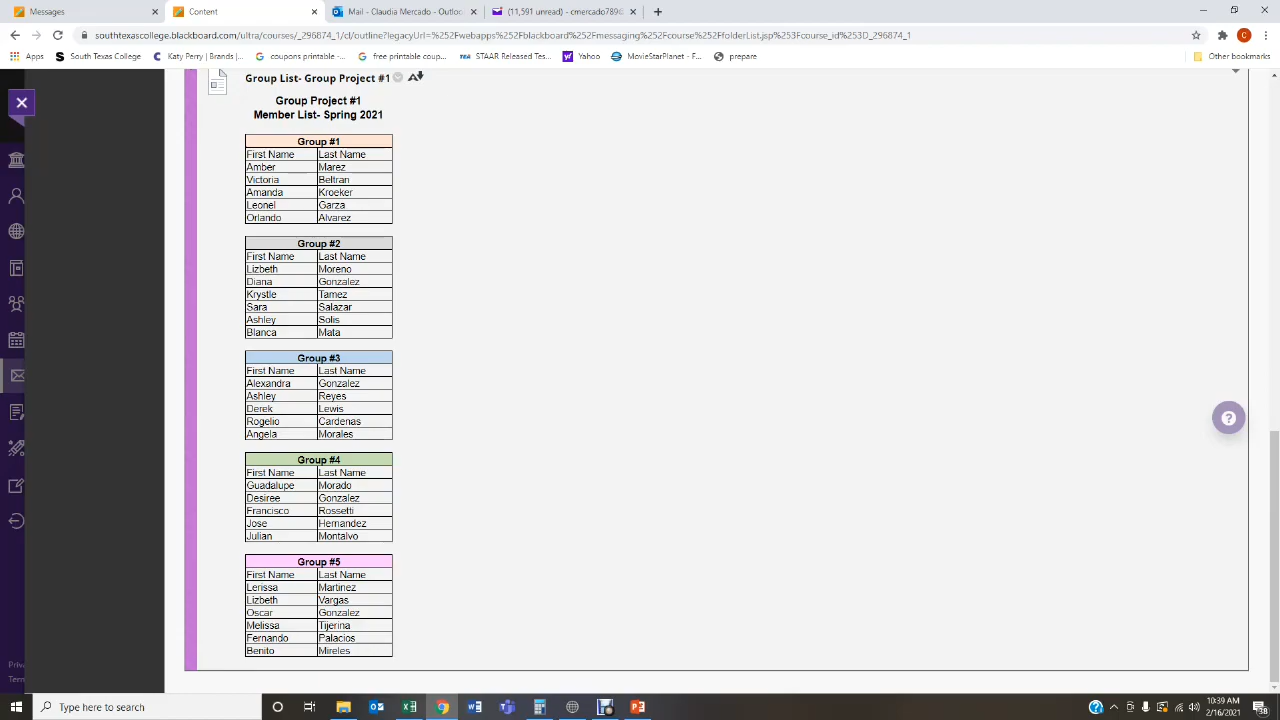 Messages
Content
Mail - Claudia Mercado - Outloo
(11,591 unread) - cmercado789@
southtexascollege.blackboard.com/ultra/courses/_296874_1/cl/outline?legacyUrl=%252Fwebapps%252Fblackboard%252Fmessaging%252Fcourse%252FfolderList.jsp%252Fcourse_id%253D_296874_1
Apps South Texas College Katy Perry | Brands |... coupons printable -... free printable coup... TEA STAARR Released Tes... Yahoo MovieStarPlanet - F... prepare Other bookmarks
Group List- Group Project #1
Group Project #1
Member List- Spring 2021
Group #1
First Name Last Name
Amber Marez
Victoria Beltran
Amanda Kroeker
Leonel Garza
Orlando Alvarez
Group #2
First Name Last Name
Lizbeth Moreno
Diana Gonzalez
Krystle Tamez
Sara Salazar
Ashley Solis
Blanca Mata
Group #3
First Name Last Name
Alexandra Gonzalez
Ashley Reyes
Derek Lewis
Rogelio Cardenas
Angela Morales
Group #4
First Name Last Name
Guadalupe Morado
Desiree Gonzalez
Francisco Rossetti
Jose Hernandez
Julian Montalvo
Group #5
First Name Last Name
Lerissa Martinez
Lizbeth Vargas
Oscar Gonzalez
Melissa Tijerina
Fernando Palacios
Benito Mireles
Priv
Term
Type here to search
10:39 AM
2/16/2021
38